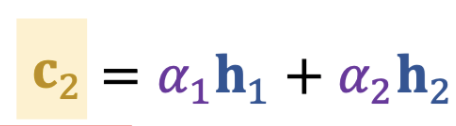 c₂ = α₁h₁ + α₂h₂